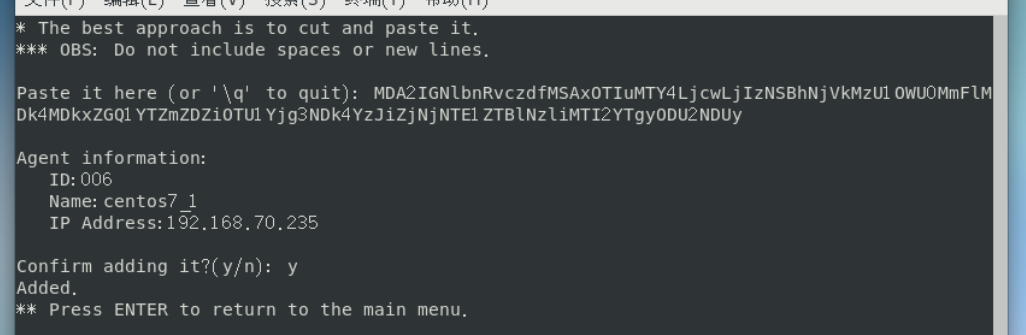 文件(F) 编辑(E) 查看(V) 搜索(S) 终端(T) 帮助(H)
* The best approach is to cut and paste it.
*** OBS: Do not include spaces or new lines.
Paste it here (or '\q' to quit): MDA2IGNlbnRvczdfMSAxOTIuMTY4LjcwLjIzNSBhNjVkMzU1OWU0MmFlM
Dk4MDkxZGQ1YTZmZDZiOTU1Yjg3NDk4YzJiZjNjNTE1ZTBlNzliMTI2YTgyODU2NDUy
Agent information:
ID:006
Name:centos7_1
IP Address:192.168.70.235
Confirm adding it?(y/n): y
Added.
** Press ENTER to return to the main menu.